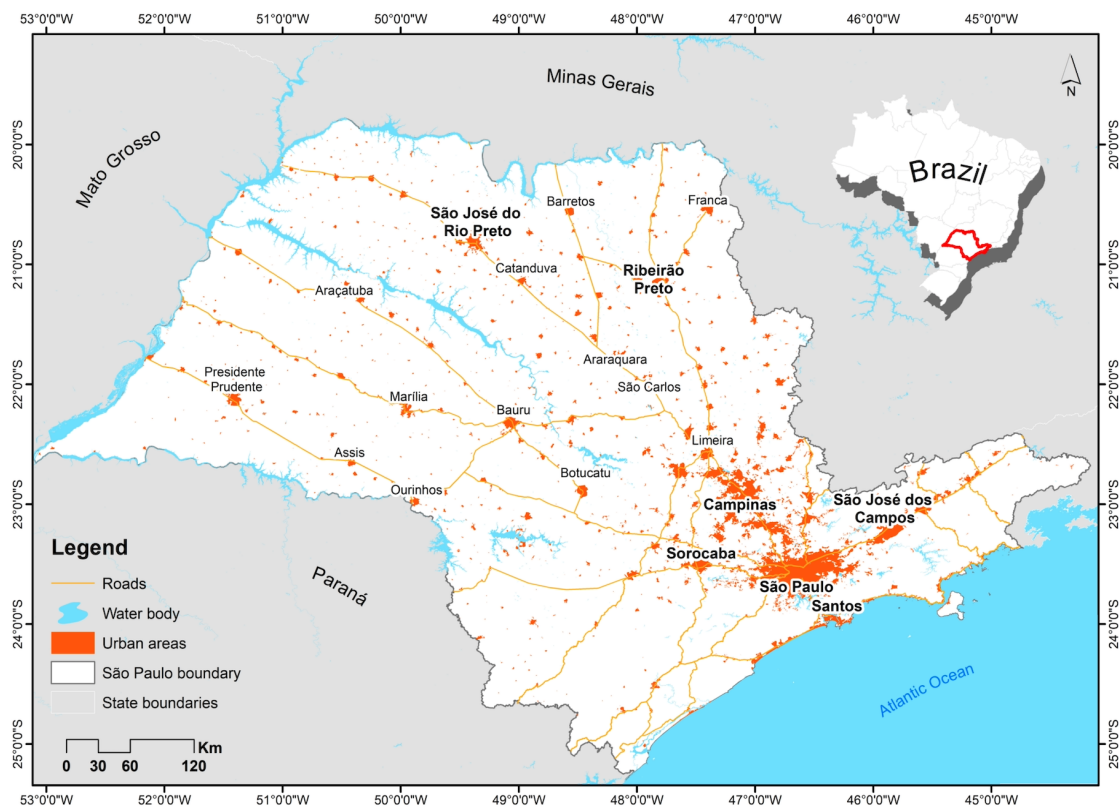 53°0'0"W 52°0'0"W 51°0'0"W 50°0'0"W 49°0'0"W 48°0'0"W 47°0'0"W 46°0'0"W 45°0'0"W
20°0'0"S
21°0'0"S
22°0'0"S
23°0'0"S
24°0'0"S
25°0'0"S
Minas Gerais
N
Mato Grosso
Brazil
São José do
Rio Preto
Barretos
Franca
Catanduva
Ribeirão
Preto
Araçatuba
Araraquara
São Carlos
Presidente
Prudente
Marília
Bauru
Limeira
Assis
Botucatu
Ourinhos
Campinas
São José dos
Campos
Sorocaba
São Paulo
Santos
Paraná
Atlantic Ocean
Legend
Roads
Water body
Urban areas
São Paulo boundary
State boundaries
Km
0 30 60 120
20°0'0"S
21°0'0"S
22°0'0"S
23°0'0"S
24°0'0"S
25°0'0"S
53°0'0"W 52°0'0"W 51°0'0"W 50°0'0"W 49°0'0"W 48°0'0"W 47°0'0"W 46°0'0"W 45°0'0"W